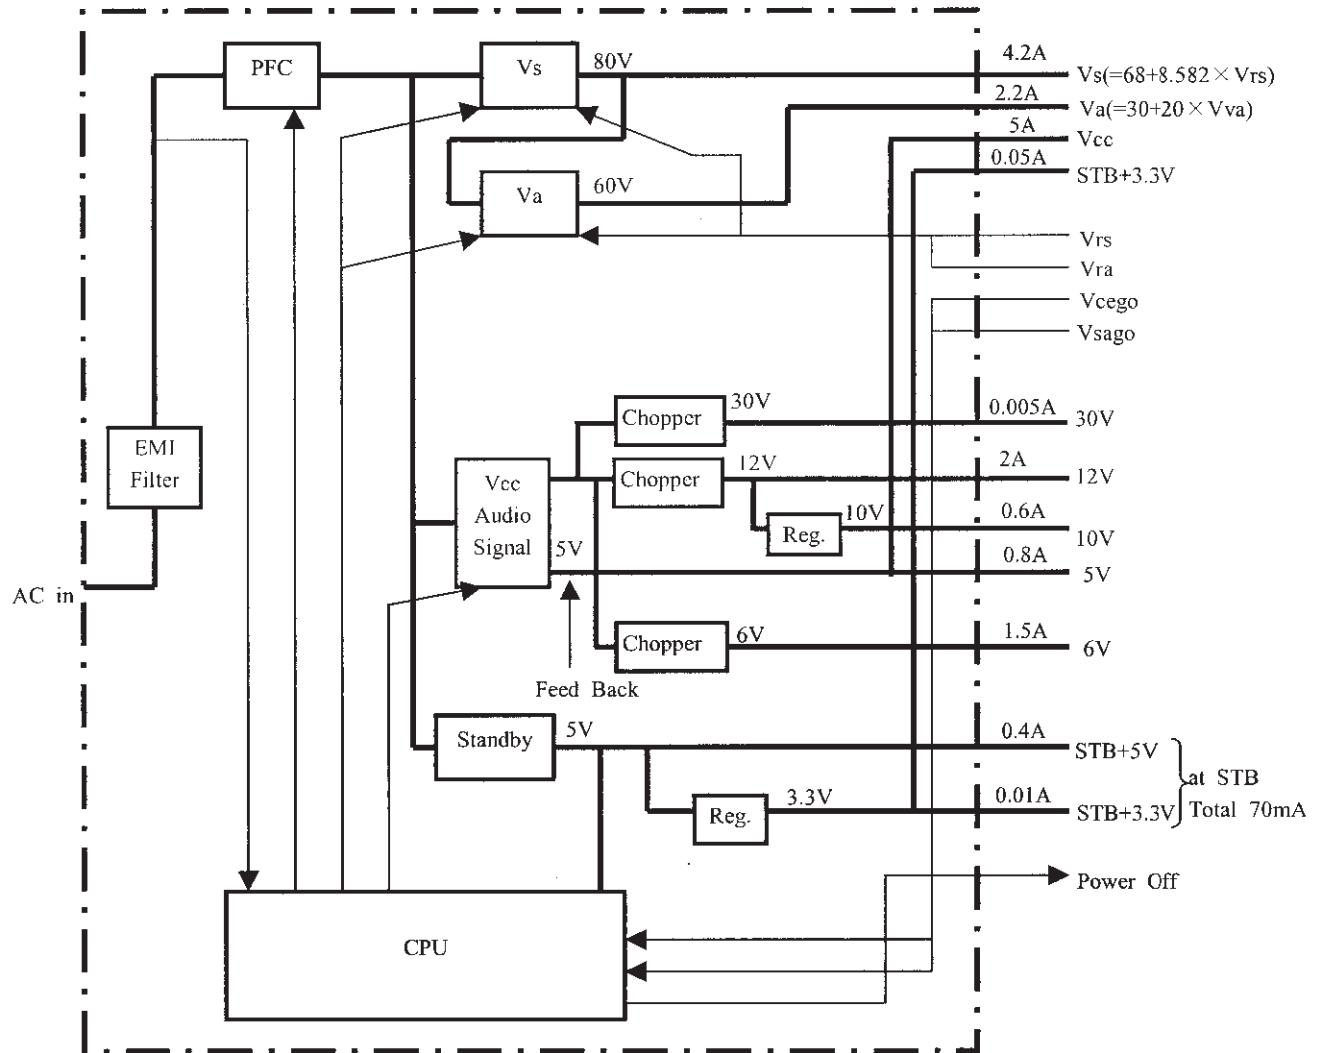 PFC
Vs
80V
4.2A
Vs(=68+8.582×Vrs)
2.2A
Va(=30+20×Vva)
5A
Vcc
0.05A
STB+3.3V
Va
60V
Vrs
Vra
Vcego
Vsago
EMI
Filter
AC in
Vcc
Audio
Signal
Chopper
30V
0.005A
30V
Chopper
12V
2A
12V
Reg.
10V
0.6A
10V
5V
0.8A
5V
Chopper
6V
1.5A
6V
Feed Back
Standby
5V
0.4A
STB+5V
Reg.
3.3V
0.01A
STB+3.3V
at STB
Total 70mA
Power Off
CPU